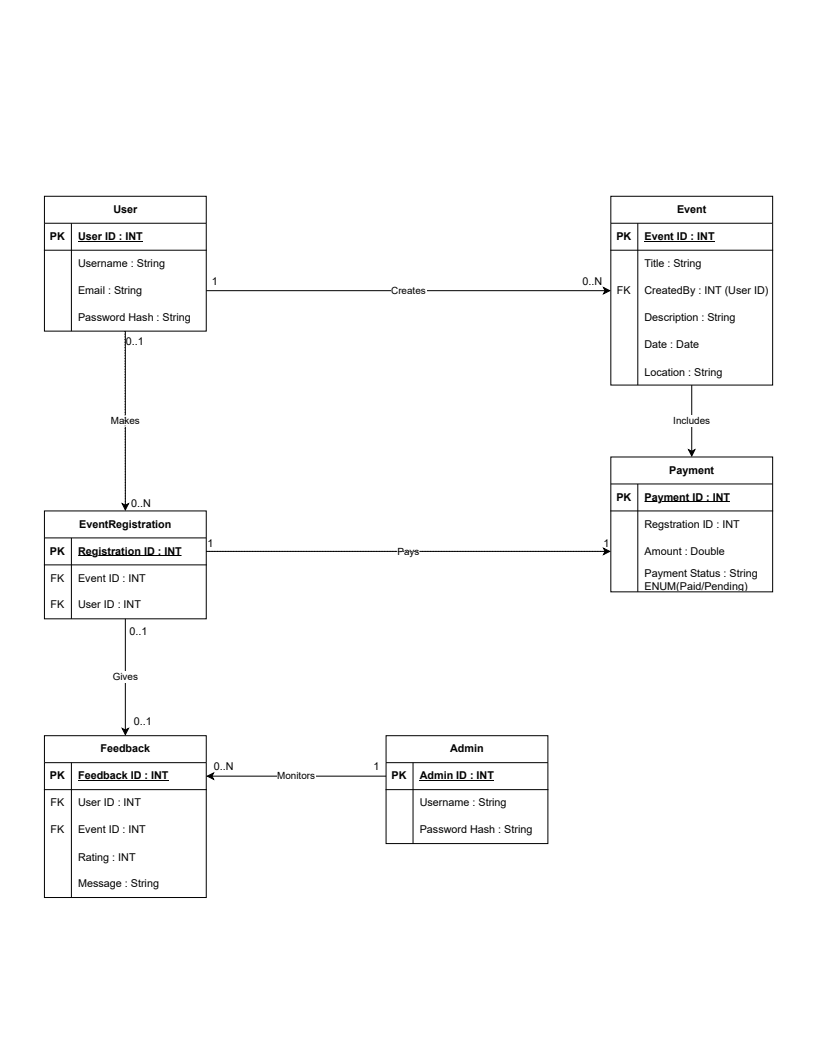 User
PK User ID : INT
Username : String
Email : String
Password Hash : String
Event
PK Event ID : INT
Title : String
FK CreatedBy : INT (User ID)
Description : String
Date : Date
Location : String
1 Creates 0..N
0..1
Makes
0..N
Includes
Payment
PK Payment ID : INT
Regstration ID : INT
Amount : Double
Payment Status : String
ENUM(Paid/Pending)
EventRegistration
PK Registration ID : INT
FK Event ID : INT
FK User ID : INT
1 Pays 1
0..1
Gives
0..1
Feedback
PK Feedback ID : INT
FK User ID : INT
FK Event ID : INT
Rating : INT
Message : String
0..N Monitors 1
Admin
PK Admin ID : INT
Username : String
Password Hash : String